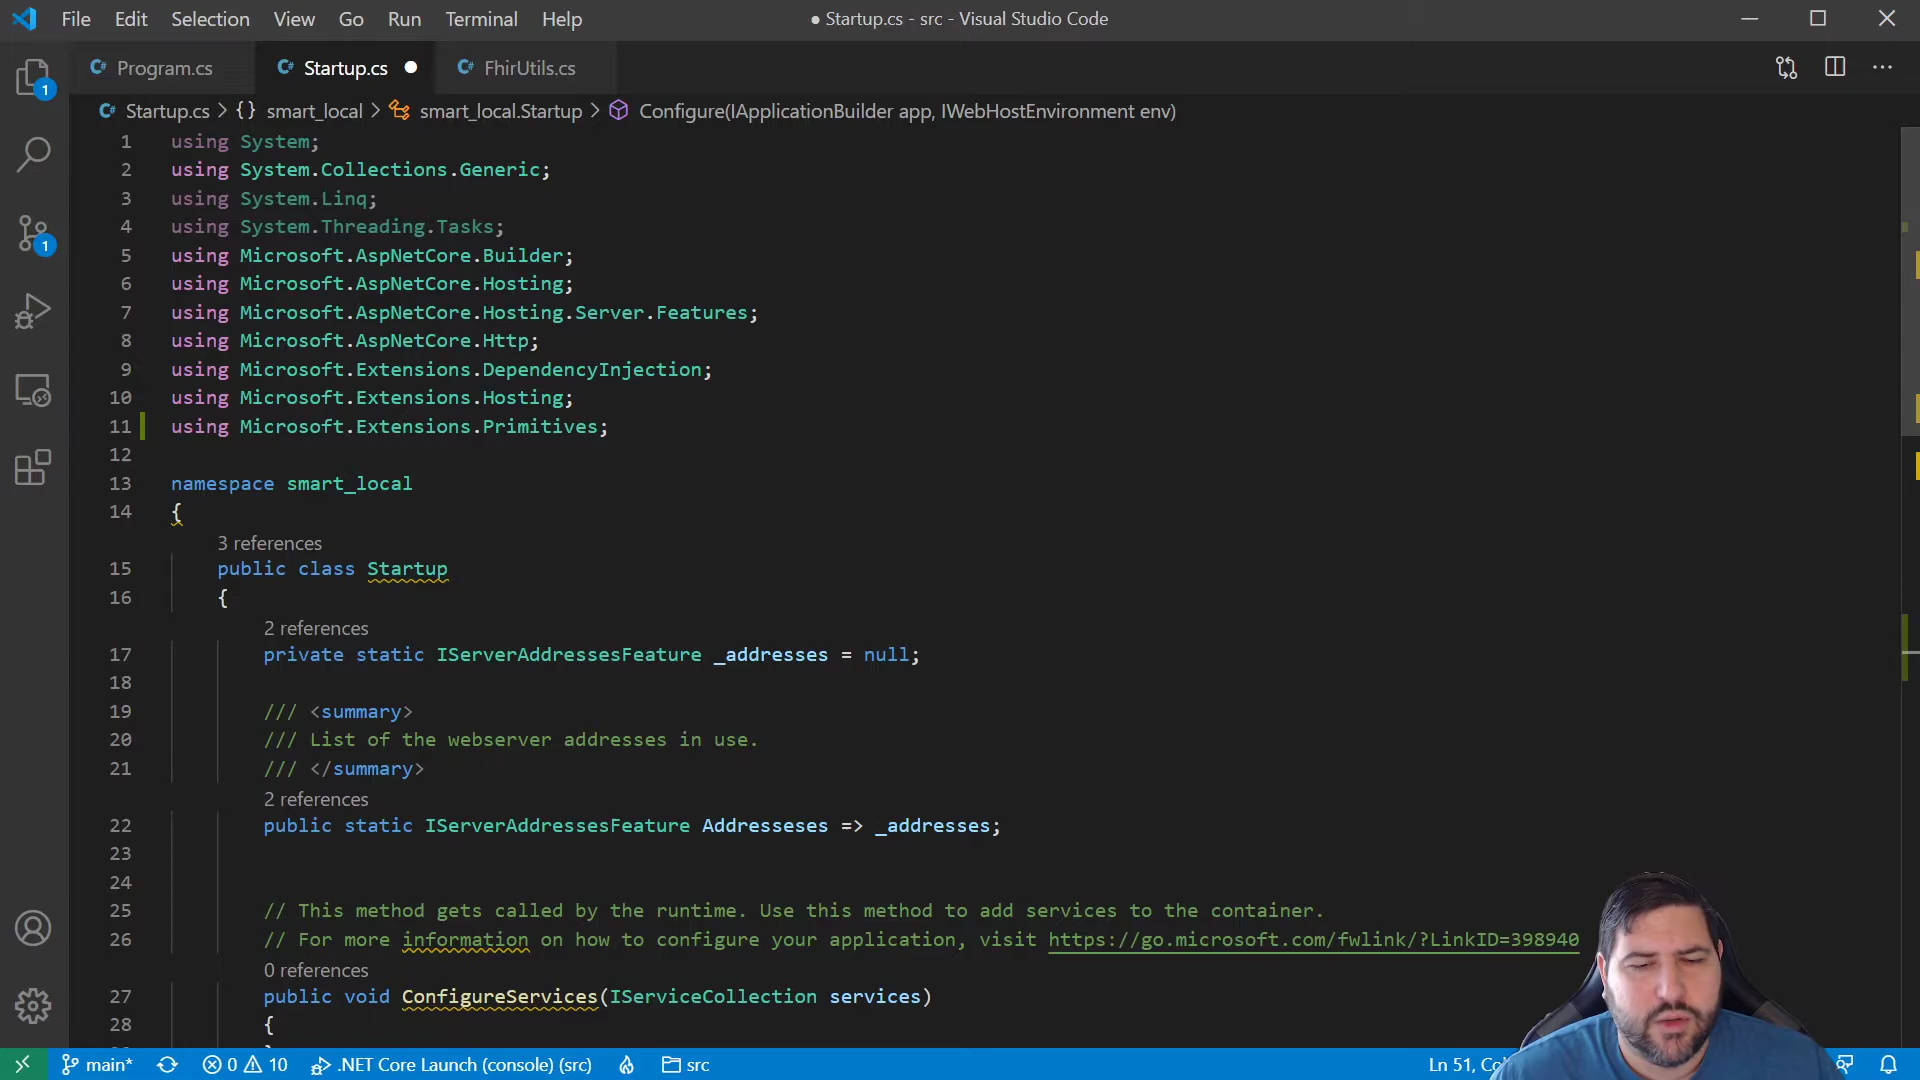 File Edit Selection View Go Run Terminal Help
● Startup.cs - src - Visual Studio Code
Program.cs
Startup.cs
FhirUtils.cs
Startup.cs > {} smart_local > smart_local.Startup > Configure(IApplicationBuilder app, IWebHostEnvironment env)
1 using System;
2 using System.Collections.Generic;
3 using System.Linq;
4 using System.Threading.Tasks;
5 using Microsoft.AspNetCore.Builder;
6 using Microsoft.AspNetCore.Hosting;
7 using Microsoft.AspNetCore.Hosting.Server.Features;
8 using Microsoft.AspNetCore.Http;
9 using Microsoft.Extensions.DependencyInjection;
10 using Microsoft.Extensions.Hosting;
11 using Microsoft.Extensions.Primitives;
12
13 namespace smart_local
14 {
3 references
15 public class Startup
16 {
2 references
17 private static IServerAddressesFeature _addresses = null;
18
19 /// <summary>
20 /// List of the webserver addresses in use.
21 /// </summary>
2 references
22 public static IServerAddressesFeature Addresseses => _addresses;
23
24
25 // This method gets called by the runtime. Use this method to add services to the container.
26 // For more information on how to configure your application, visit https://go.microsoft.com/fwlink/?LinkID=398940
0 references
27 public void ConfigureServices(IServiceCollection services)
28 {
1
1
main* 0 10 .NET Core Launch (console) (src) src Ln 51,